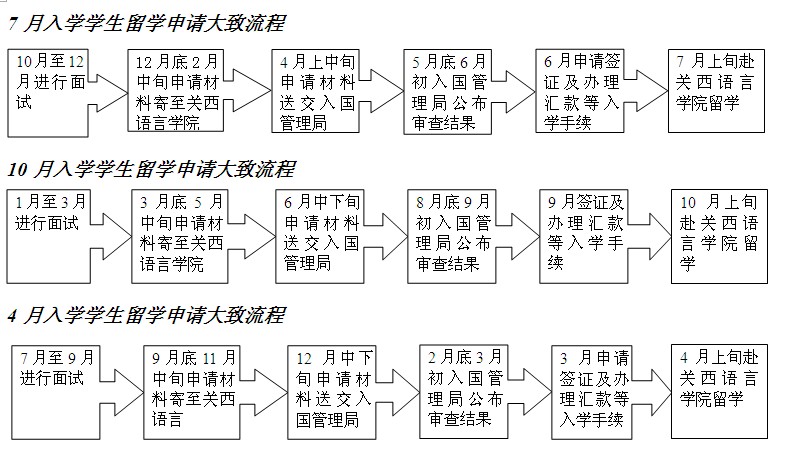 7 月入学学生留学申请大致流程
10月至12
月进行面
试
12月底2月
中旬申请材
料寄至关西
语言学院
4月上中旬
申请材料
送交入国
管理局
5月底6月
初入国管
理局公布
审查结果
6月申请签
证及办理
汇款等入
学手续
7月上旬赴
关西语言
学院留学
10 月入学学生留学申请大致流程
1月至3月
进行面试
3月底5月
中旬申请材
料寄至关西
语言学院
6月中下旬
申请材料
送交入国
管理局
8月底9月
初入国管
理局公布
审查结果
9月签证及
办理汇款
等入学手
续
10月上旬
赴关西语
言学院留
学
4 月入学学生留学申请大致流程
7月至9月
进行面试
9月底11月
中旬申请材
料寄至关西
语言
12月中下
旬申请材
料送交入
国管理局
2月底3月
初入国管
理局公布
审查结果
3月申请
签证及办
理汇款等
入学手续
4月上旬赴
关西语言
学院留学